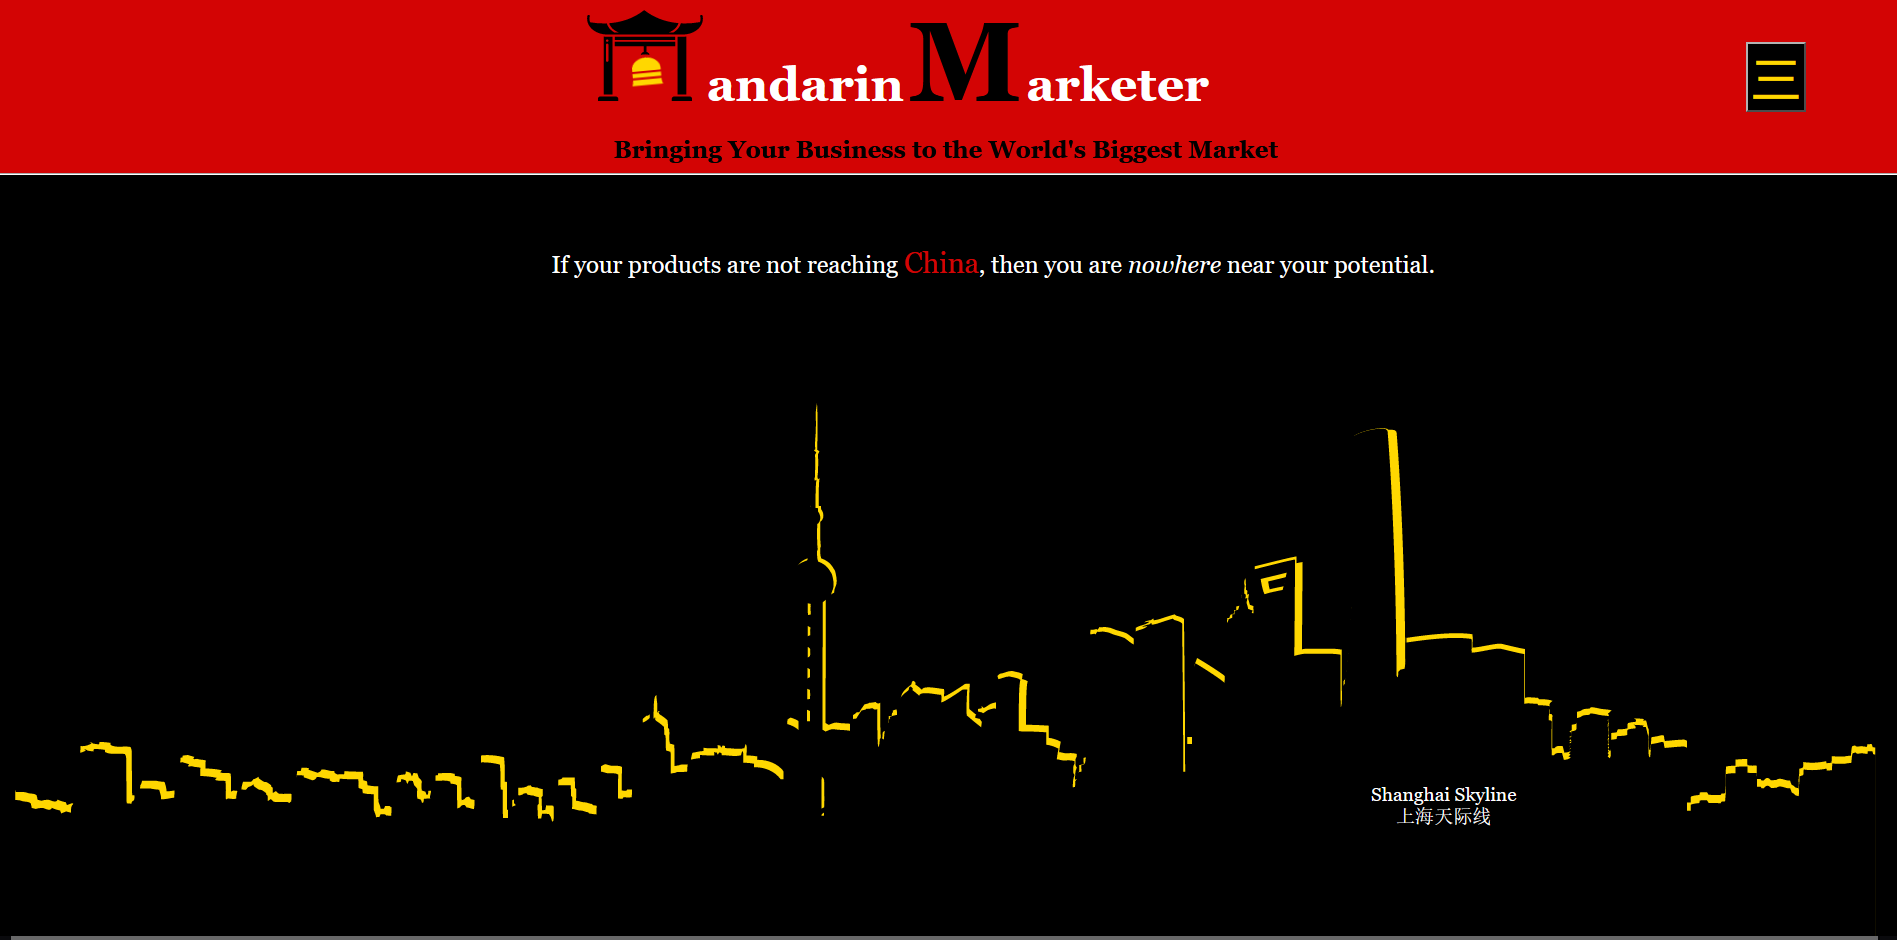 andarin Marketer
Bringing Your Business to the World's Biggest Market
If your products are not reaching China, then you are nowhere near your potential.
Shanghai Skyline
上海天际线